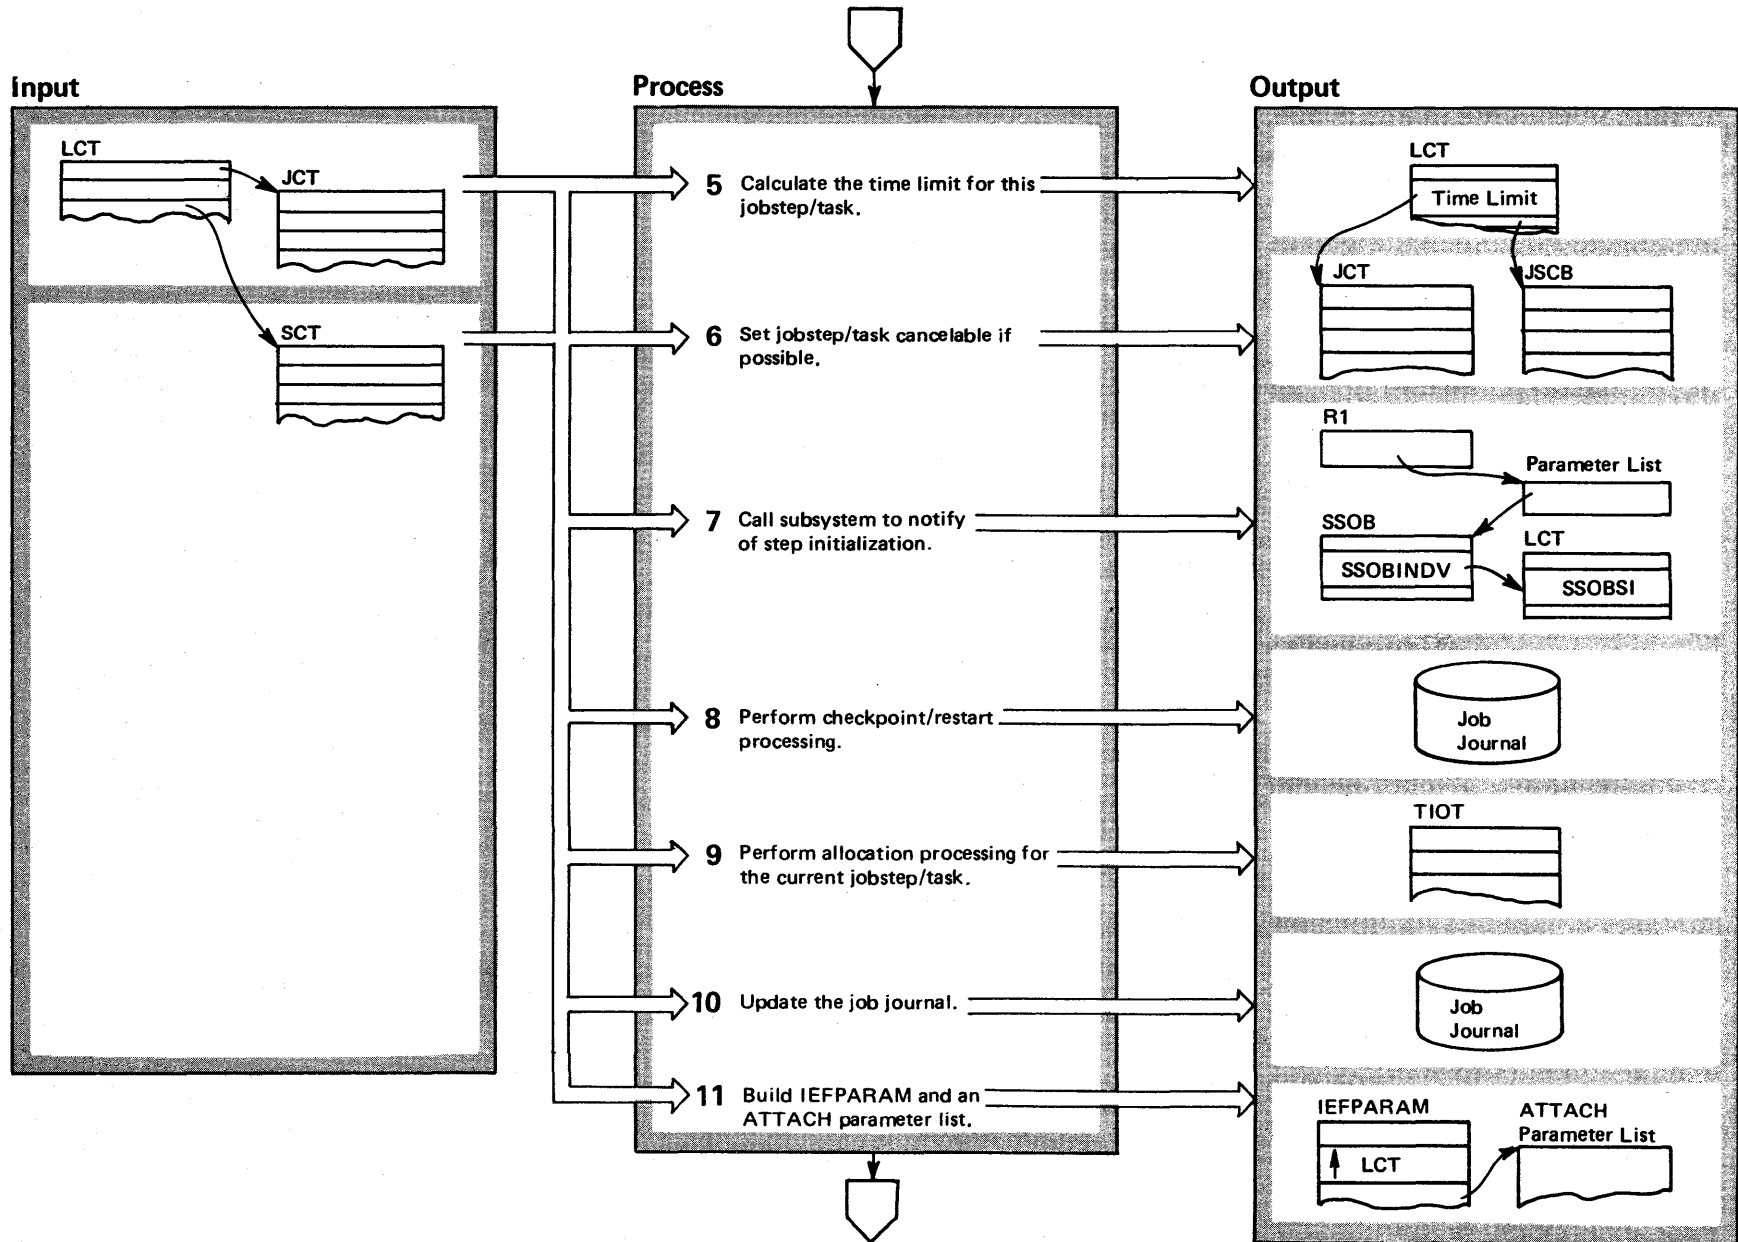 Input
LCT
JCT
SCT
Process
5 Calculate the time limit for this
jobstep/task.
6 Set jobstep/task cancelable if
possible.
7 Call subsystem to notify
of step initialization.
8 Perform checkpoint/restart
processing.
9 Perform allocation processing for
the current jobstep/task.
10 Update the job journal.
11 Build IEFPARAM and an
ATTACH parameter list.
Output
LCT
Time Limit
JCT
JSCB
R1
Parameter List
SSOB
SSOBINDV
LCT
SSOBSI
Job
Journal
TIOT
Job
Journal
IEFPARAM
LCT
ATTACH
Parameter List